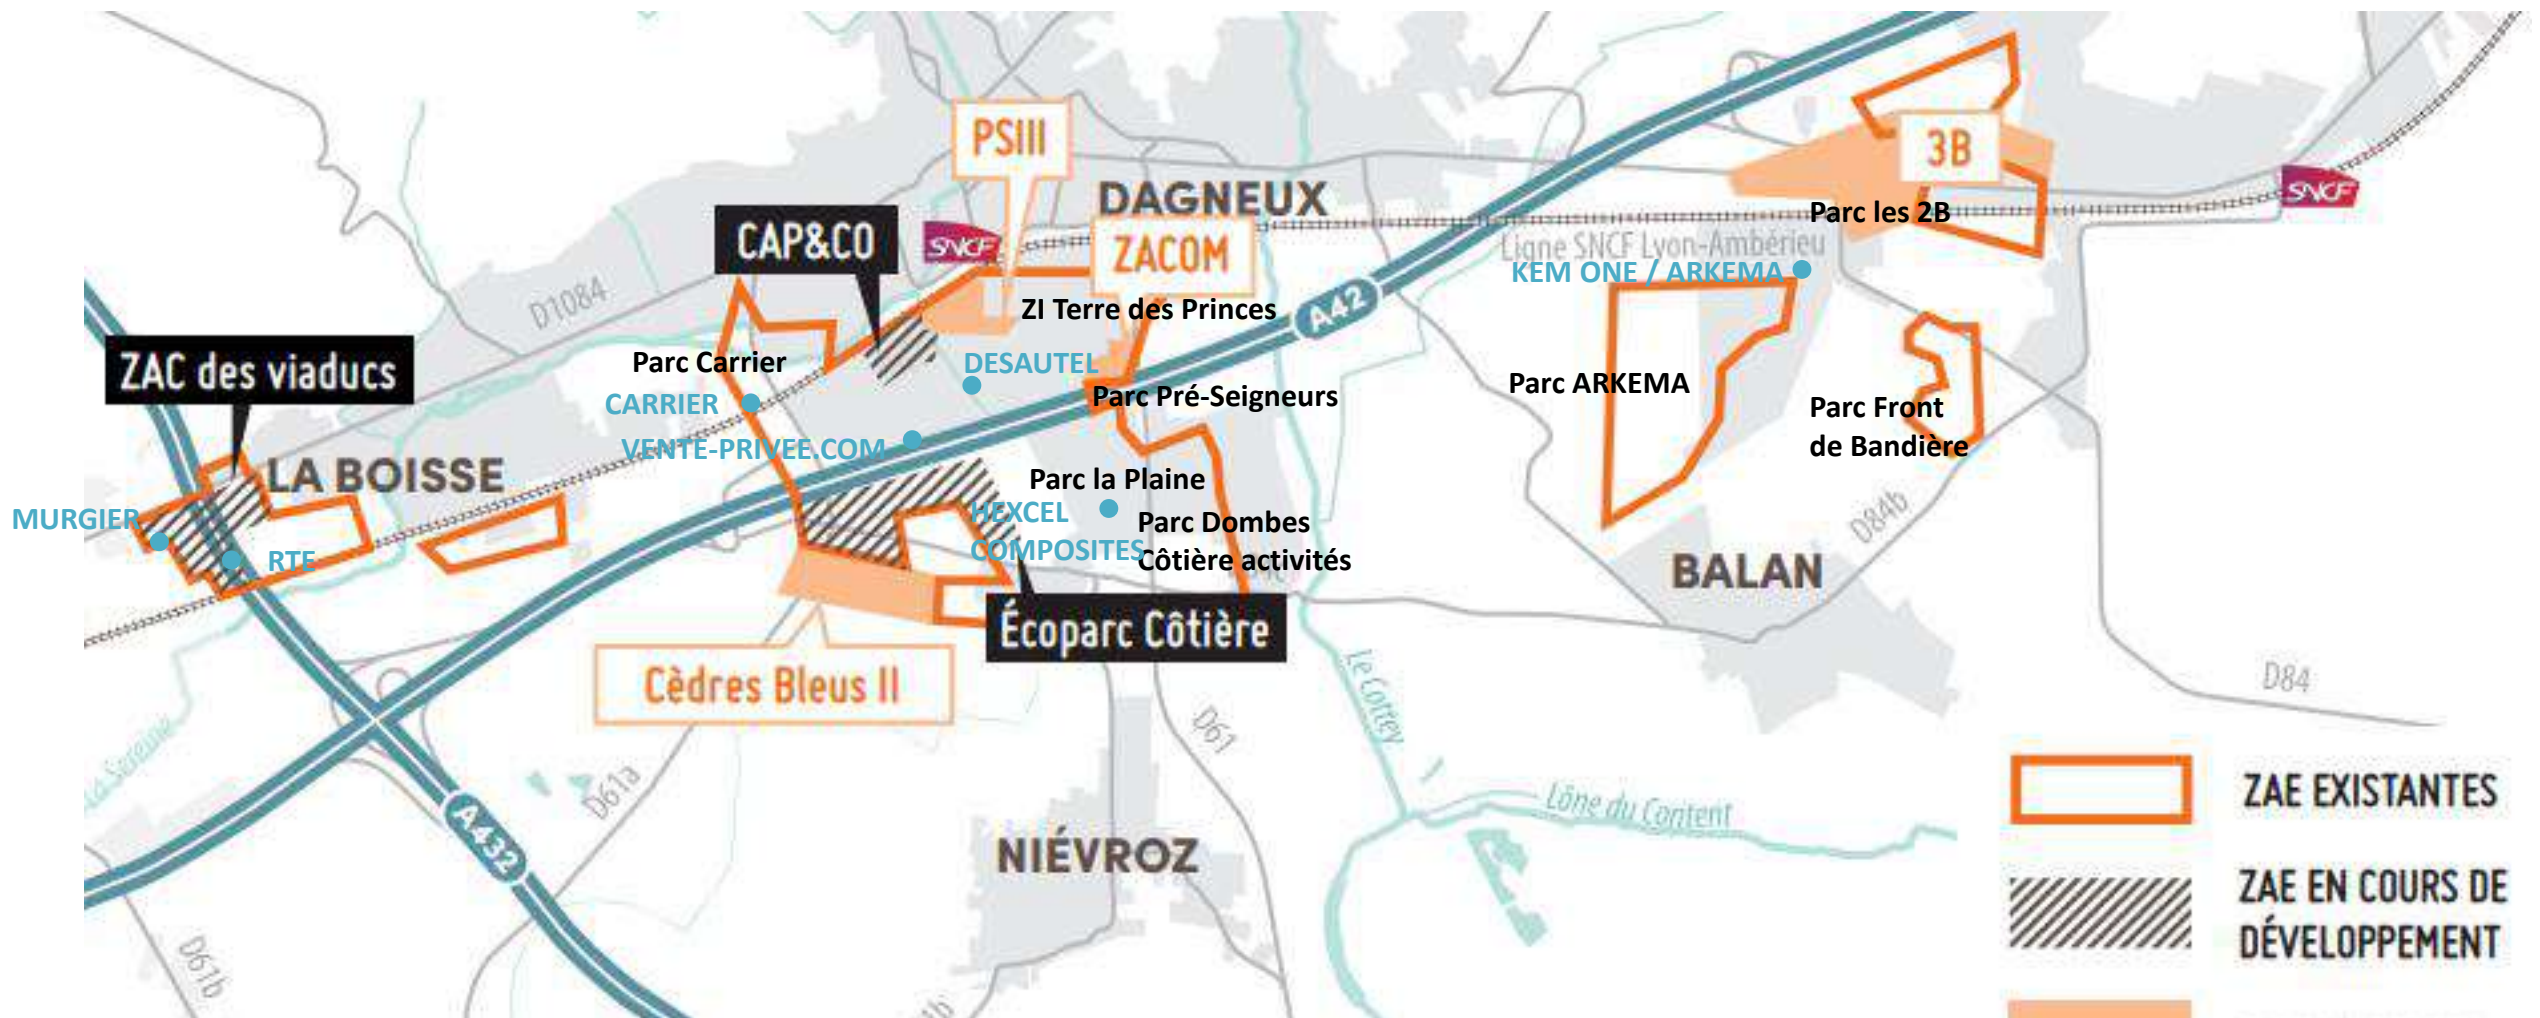 PSIII
3B
DAGNEUX
SNCF
Parc les 2B
CAP&CO
SNCF
ZACOM
Ligne SNCF Lyon-Ambérieu
KEM ONE / ARKEMA
D1084
ZI Terre des Princes
A42
ZAC des viaducs
Parc Carrier
DESAUTEL
Parc ARKEMA
CARRIER
Parc Pré-Seigneurs
Parc Front
de Bandière
VENTE-PRIVEE.COM
LA BOISSE
Parc la Plaine
MURGIER
HEXCEL
COMPOSITES
Parc Dombes
Côtière activités
D84b
RTE
BALAN
Écoparc Côtière
Cèdres Bleus II
Le Cottey
D84
D61
La Sereine
D61a
ZAE EXISTANTES
Lône du Content
A432
NIÉVROZ
ZAE EN COURS DE
DÉVELOPPEMENT
D61b